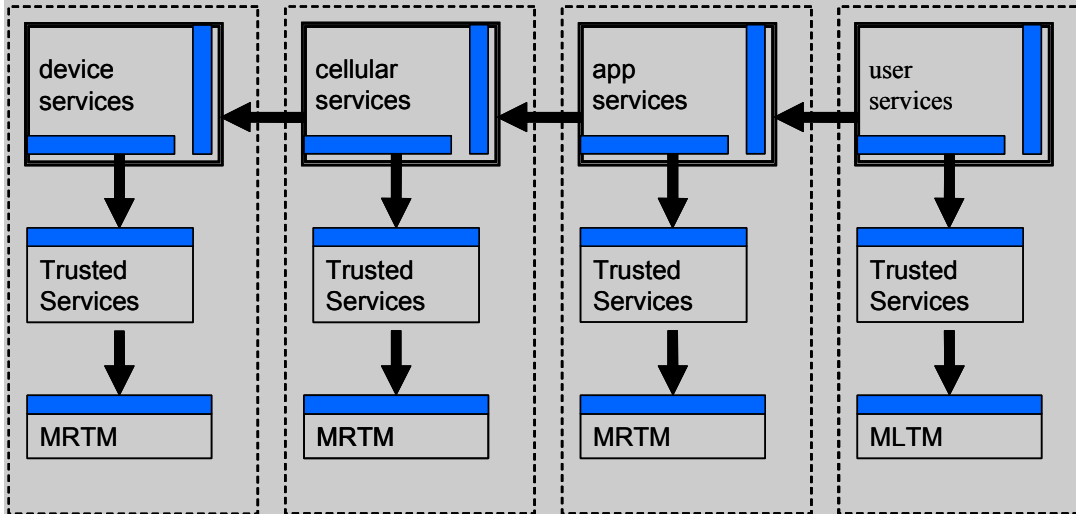 device
services
cellular
services
app
services
user
services
Trusted
Services
Trusted
Services
Trusted
Services
Trusted
Services
MRTM
MRTM
MRTM
MLTM